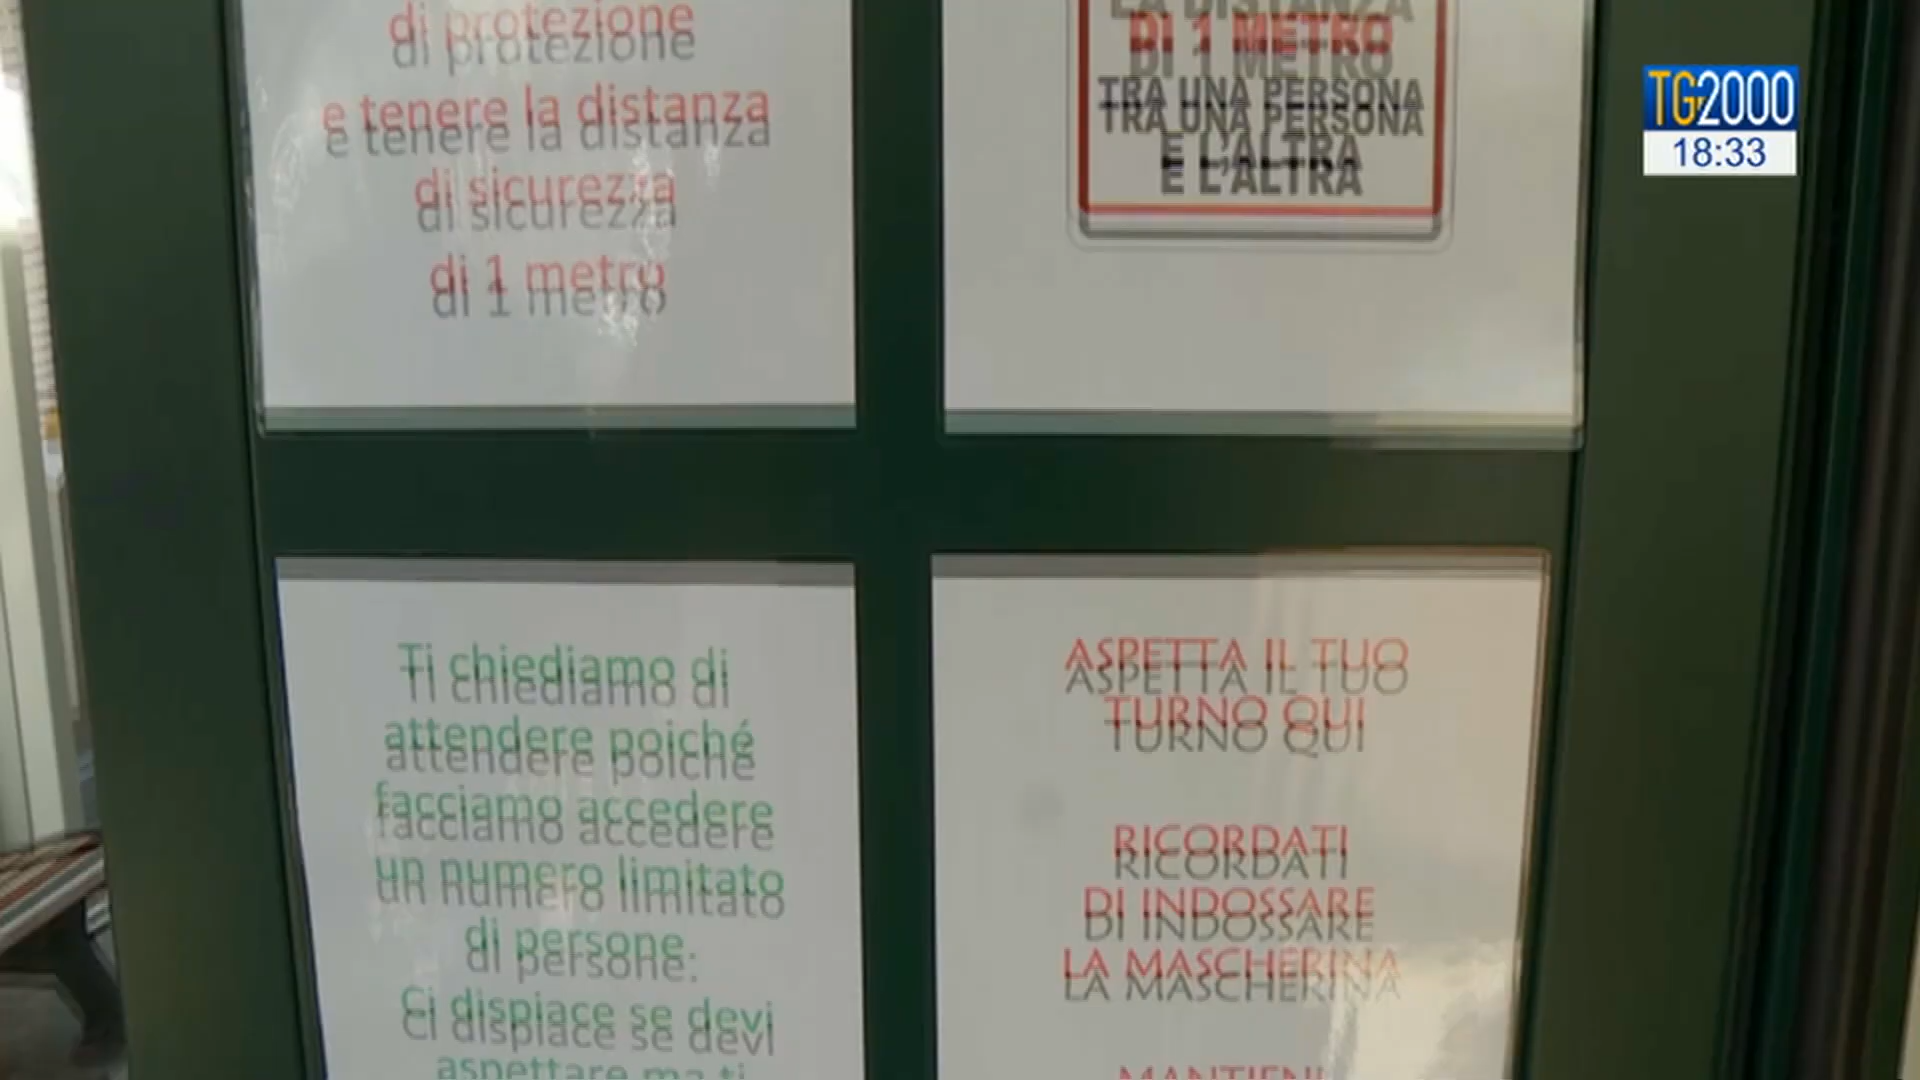 di protezione
e tenere la distanza
di sicurezza
di 1 metro
LA DISTANZA
DI 1 METRO
TRA UNA PERSONA
E L'ALTRA
TG2000
18:33
Ti chiediamo di
attendere poiché
facciamo accedere
un numero limitato
di persone:
Ci dispiace se devi
aspettare ma ti
ASPETTA IL TUO
TURNO QUI
RICORDATI
DI INDOSSARE
LA MASCHERINA
MANTIENI